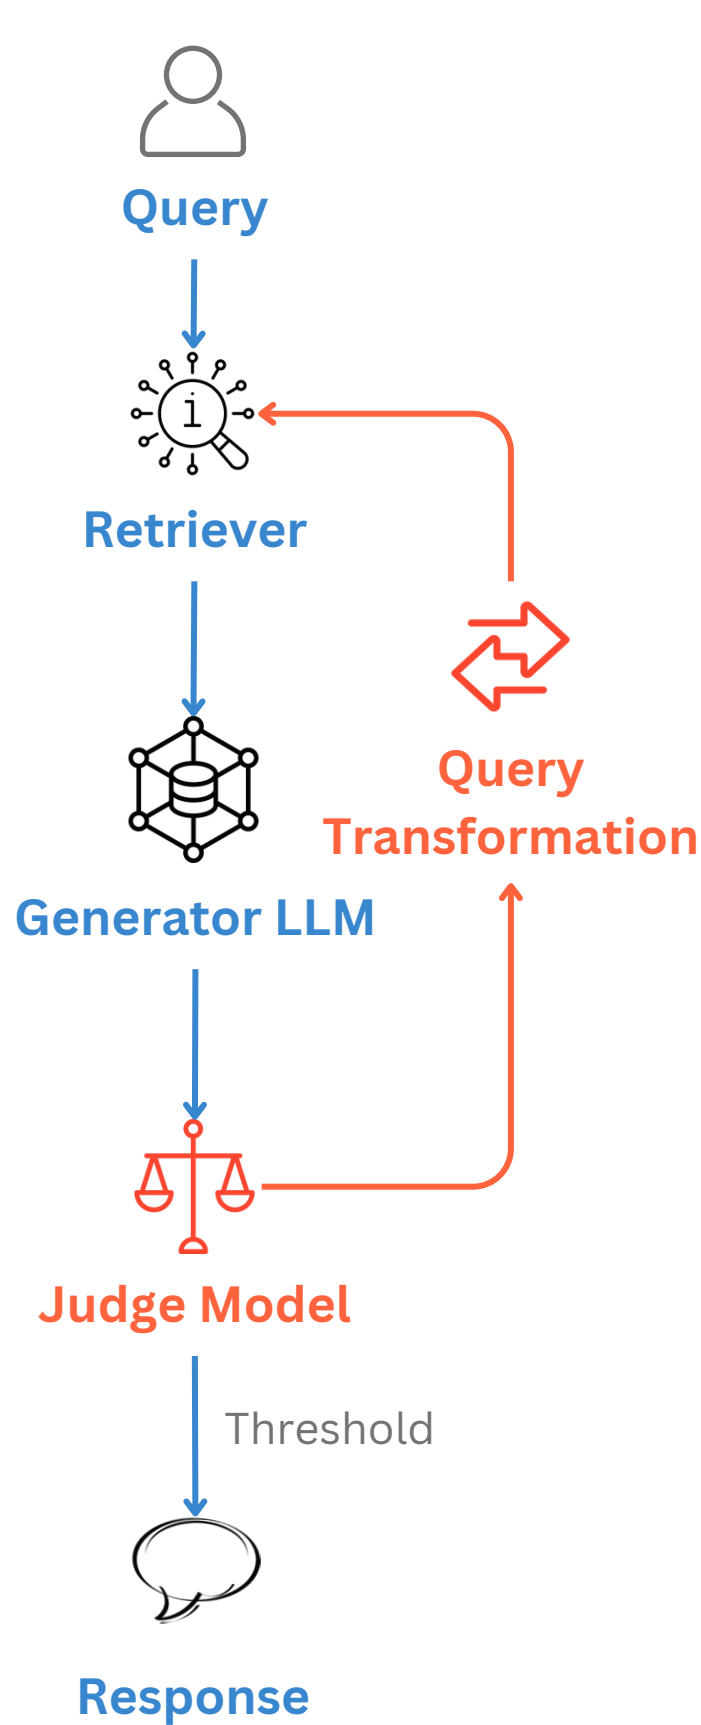 Query
i
Retriever
Query
Transformation
Generator LLM
Judge Model
Threshold
Response